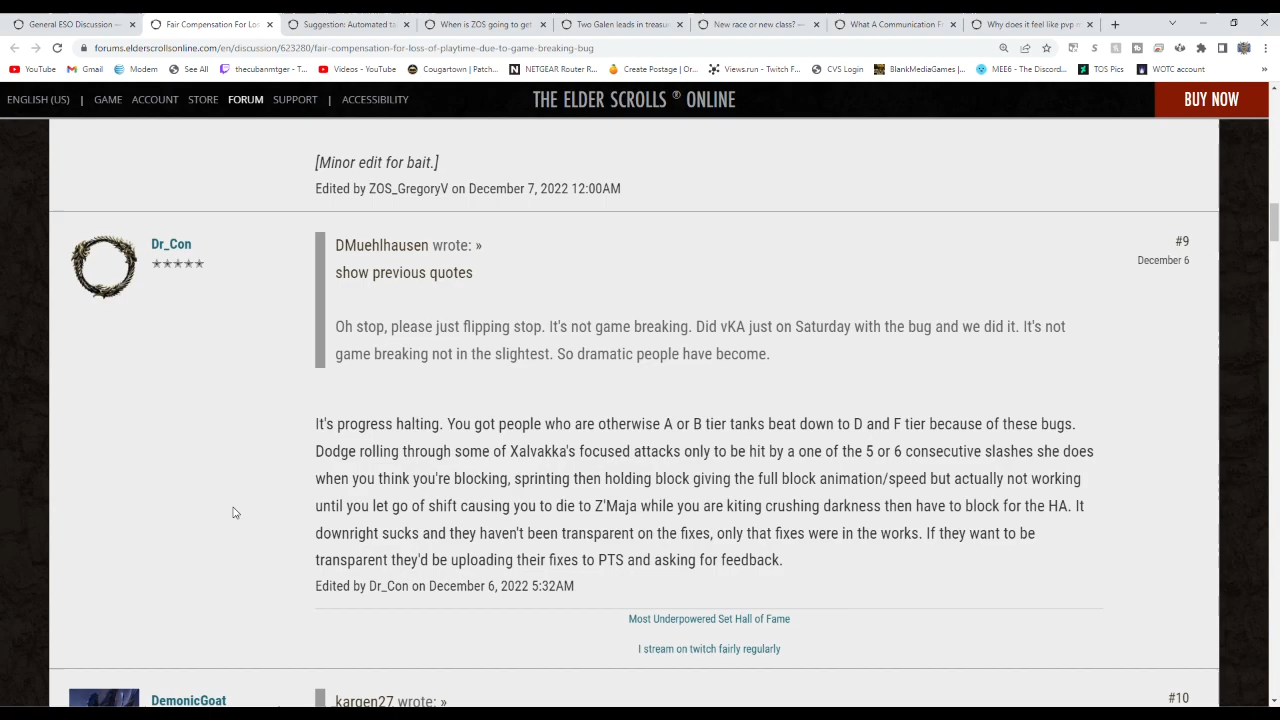 General ESO Discussion —
Fair Compensation For Los
Suggestion: Automated ta
When is ZOS going to get
Two Galen leads in treasu
New race or new class? —
What A Communication F
Why does it feel like pvp m
forums.elderscrollsonline.com/en/discussion/623280/fair-compensation-for-loss-of-playtime-due-to-game-breaking-bug
YouTube
Gmail
Modem
See All
thecubanmtger - T...
Videos - YouTube
Cougartown | Patch...
NETGEAR Router R...
Create Postage | Or...
Views.run - Twitch F...
CVS Login
BlankMediaGames |...
MEE6 - The Discord...
TOS Pics
WOTC account
»
ENGLISH (US)
|
GAME
ACCOUNT
STORE
FORUM
SUPPORT
|
ACCESSIBILITY
THE ELDER SCROLLS ® ONLINE
BUY NOW
[Minor edit for bait.]
Edited by ZOS_GregoryV on December 7, 2022 12:00AM
Dr_Con
★★★★★
DMuehlhausen wrote: »
#9
December 6
show previous quotes
Oh stop, please just flipping stop. It's not game breaking. Did vKA just on Saturday with the bug and we did it. It's not
game breaking not in the slightest. So dramatic people have become.
It's progress halting. You got people who are otherwise A or B tier tanks beat down to D and F tier because of these bugs.
Dodge rolling through some of Xalvakka's focused attacks only to be hit by a one of the 5 or 6 consecutive slashes she does
when you think you're blocking, sprinting then holding block giving the full block animation/speed but actually not working
until you let go of shift causing you to die to Z'Maja while you are kiting crushing darkness then have to block for the HA. It
downright sucks and they haven't been transparent on the fixes, only that fixes were in the works. If they want to be
transparent they'd be uploading their fixes to PTS and asking for feedback.
Edited by Dr_Con on December 6, 2022 5:32AM
Most Underpowered Set Hall of Fame
I stream on twitch fairly regularly
DemonicGoat
kargen27 wrote: »
#10